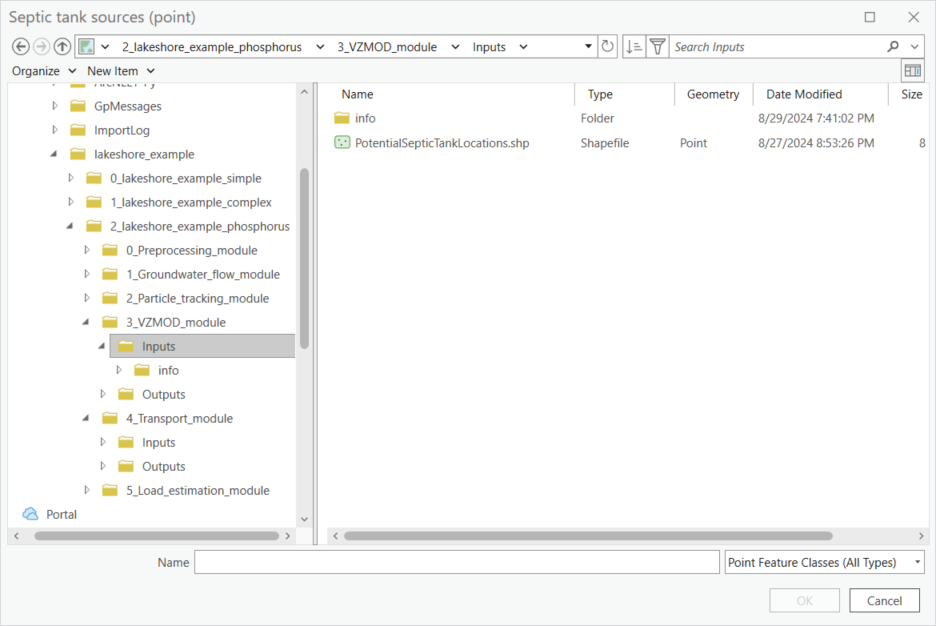 Septic tank sources (point)
2_lakeshore_example_phosphorus 3_VZMOD_module Inputs Search Inputs
Organize New Item
GpMessages
ImportLog
lakeshore_example
0_lakeshore_example_simple
1_lakeshore_example_complex
2_lakeshore_example_phosphorus
0_Preprocessing_module
1_Groundwater_flow_module
2_Particle_tracking_module
3_VZMOD_module
Inputs
info
Outputs
4_Transport_module
Inputs
Outputs
5_Load_estimation_module
Portal
Name Type Geometry Date Modified Size
info Folder 8/29/2024 7:41:02 PM
PotentialSepticTankLocations.shp Shapefile Point 8/27/2024 8:53:26 PM 8
Name Point Feature Classes (All Types)
OK Cancel